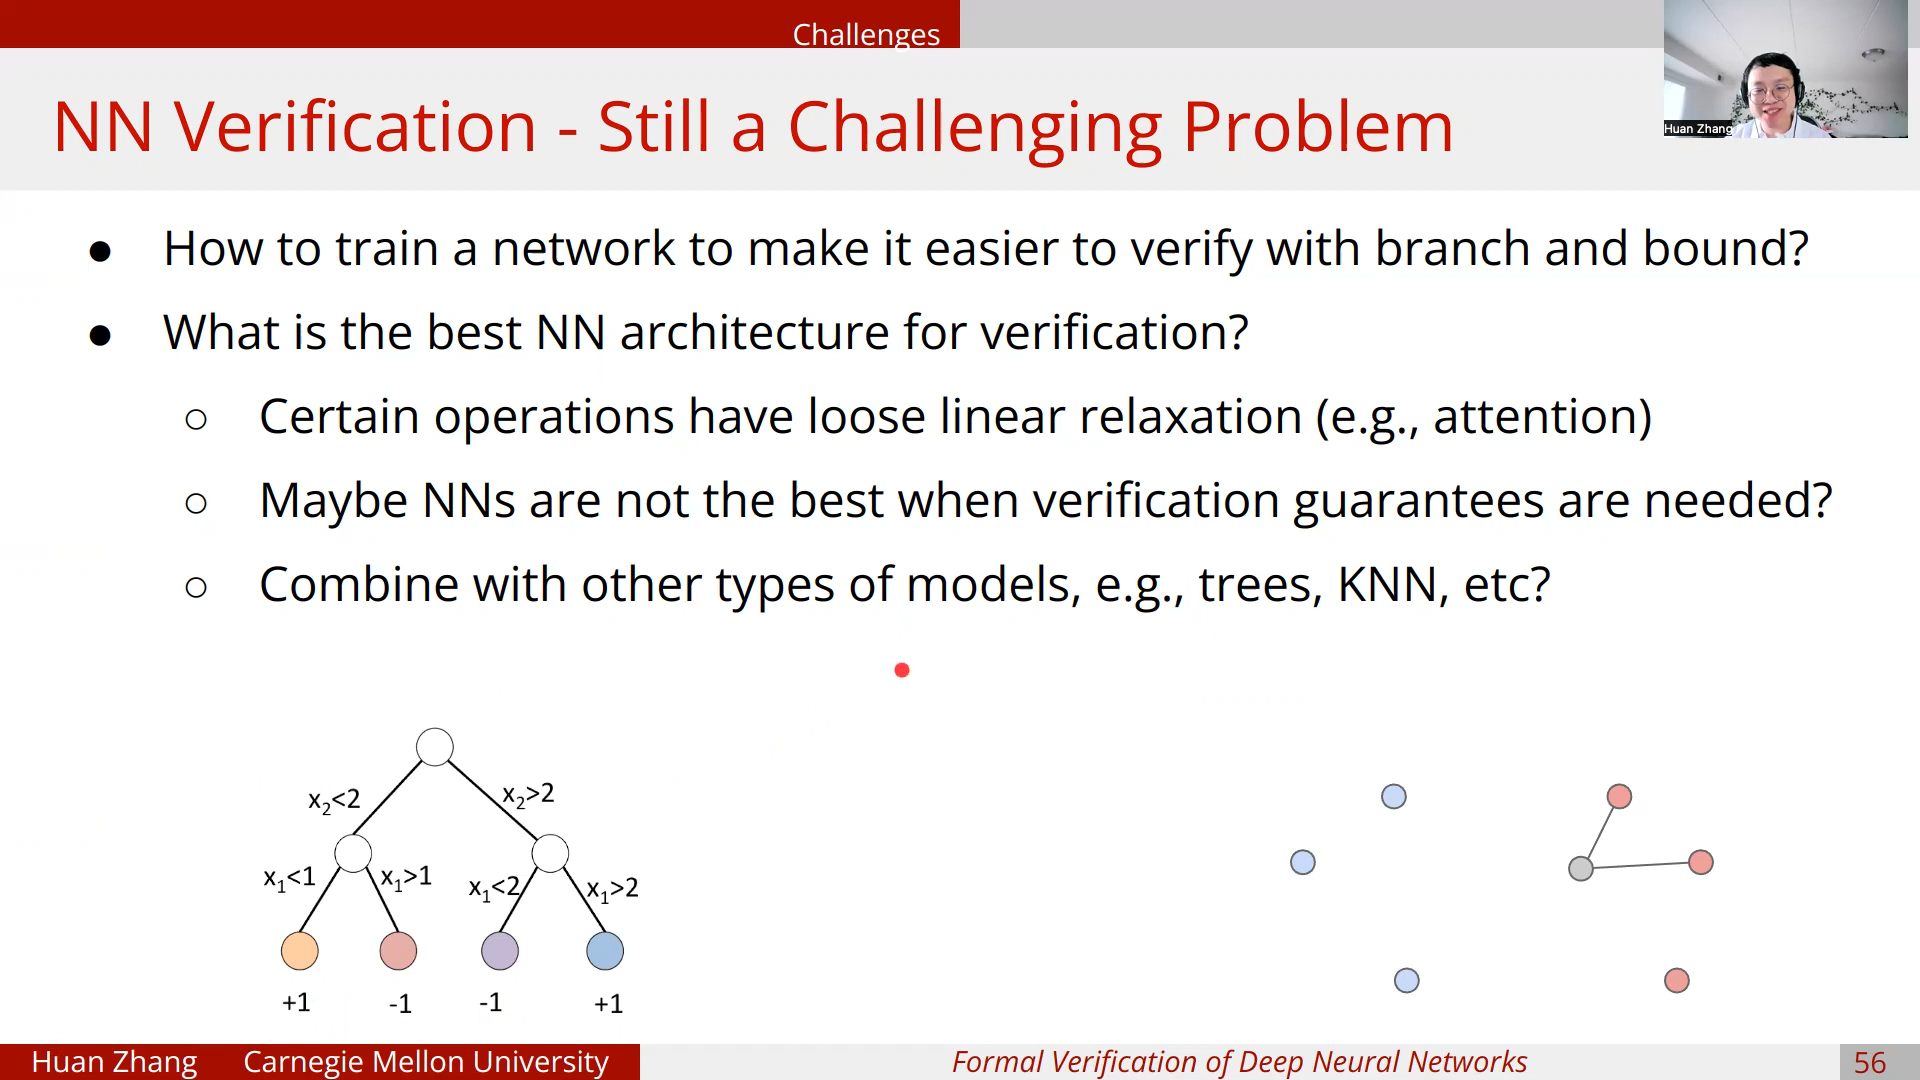 Challenges
NN Verification - Still a Challenging Problem
Huan Zhang
● How to train a network to make it easier to verify with branch and bound?
● What is the best NN architecture for verification?
○ Certain operations have loose linear relaxation (e.g., attention)
○ Maybe NNs are not the best when verification guarantees are needed?
○ Combine with other types of models, e.g., trees, KNN, etc?
x₂<2
x₂>2
x₁<1
x₁>1
x₁<2
x₁>2
+1
-1
-1
+1
Huan Zhang Carnegie Mellon University
Formal Verification of Deep Neural Networks
56